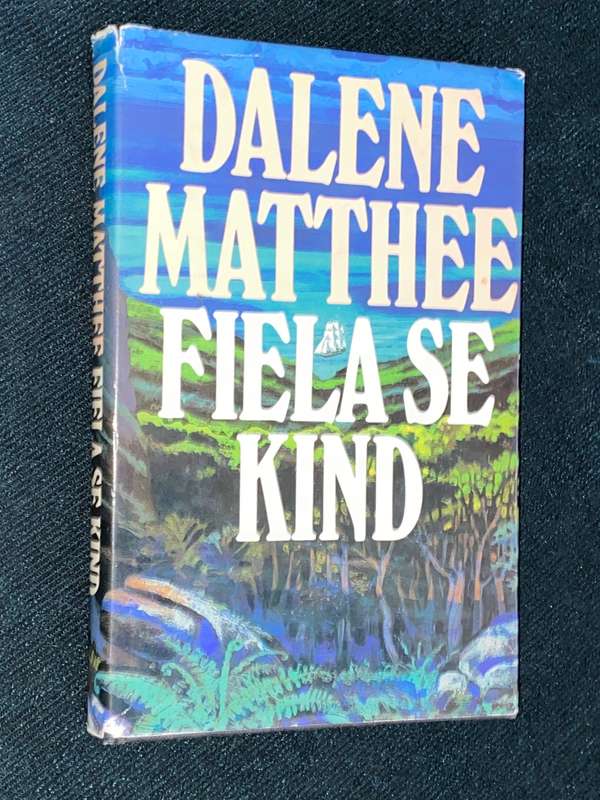 DALENE
MATTHEE
FIELA SE
KIND
DALENE MATTHEE FIELA SE KIND